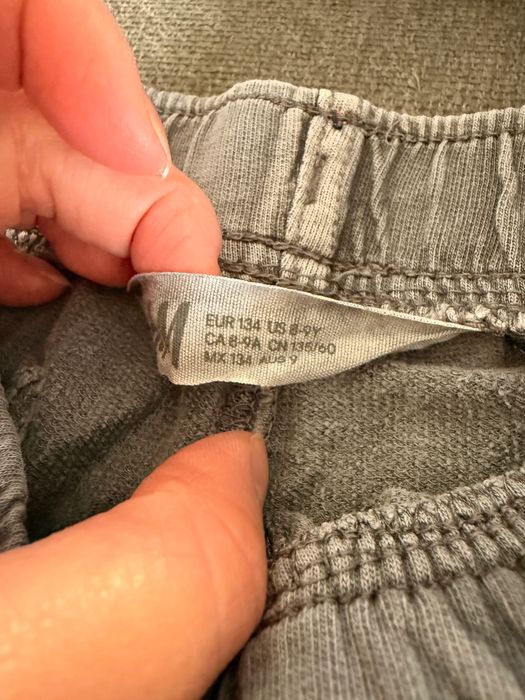 M
EUR 134 US 8-9Y
CA 8-9A CN 135/60
MX 134 AUS 9